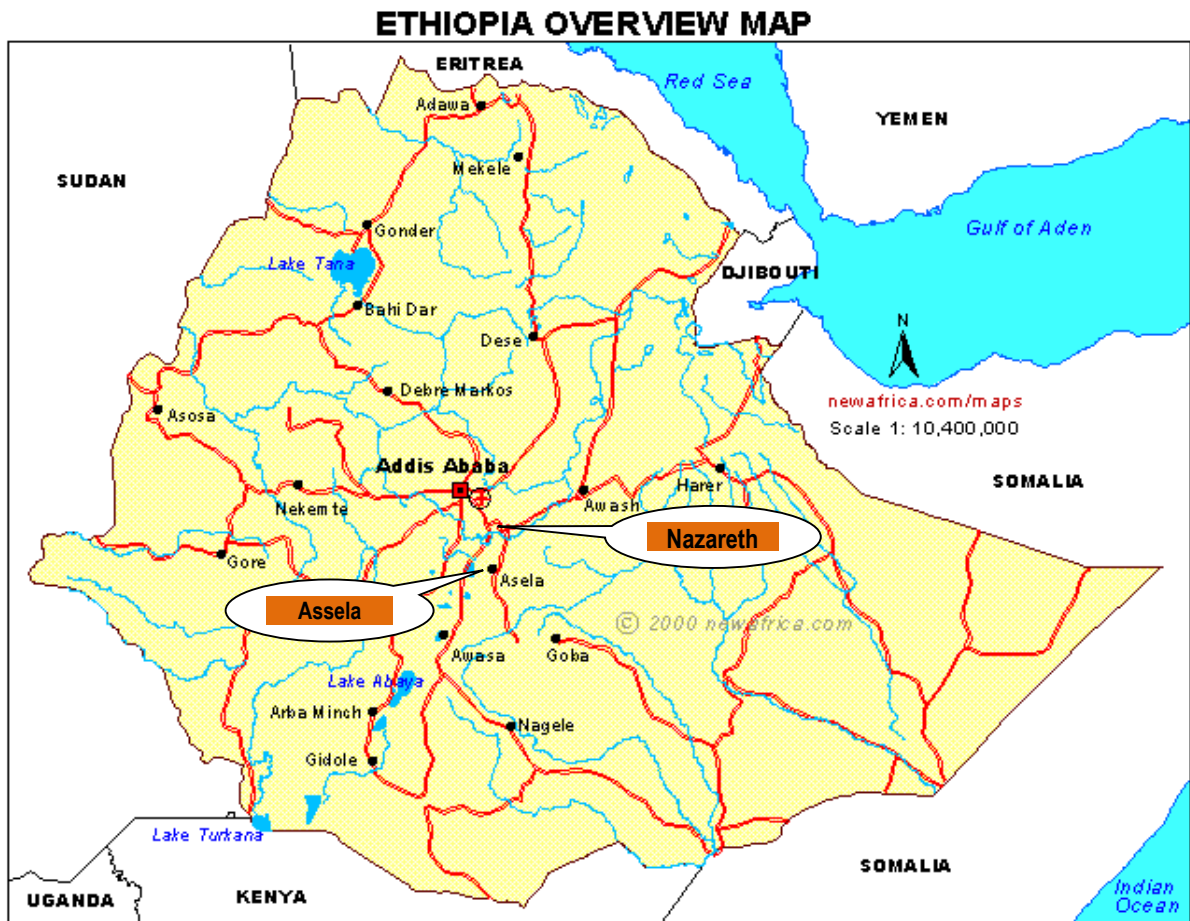 ETHIOPIA OVERVIEW MAP
ERITREA
Red Sea
YEMEN
Adawa
Mekele
SUDAN
Gonder
Gulf of Aden
Lake Tana
DJIBOUTI
Bahi Dar
N
Dese
Debre Markos
newafrica.com/maps
Asosa
Scale 1: 10,400,000
Addis Ababa
SOMALIA
Harer
Nekemte
Awash
Nazareth
Gore
Asela
Assela
© 2000 newafrica.com
Awasa
Goba
Lake Abaya
Arba Minch
Nagele
Gidole
Lake Turkana
SOMALIA
UGANDA
KENYA
Indian
Ocean